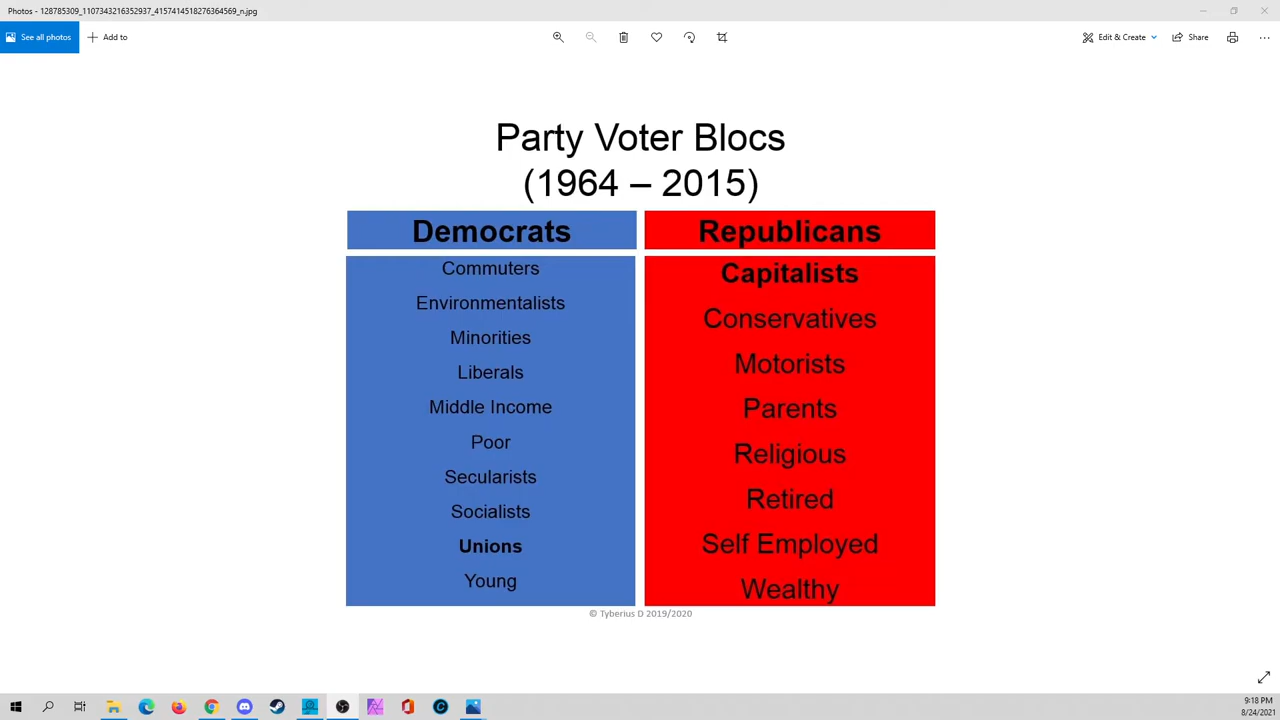 Photos - 128785309_1107343216352937_4157414518276364569_n.jpg
See all photos
Add to
Edit & Create
Share
Party Voter Blocs
(1964 – 2015)
Democrats
Commuters
Environmentalists
Minorities
Liberals
Middle Income
Poor
Secularists
Socialists
Unions
Young
Republicans
Capitalists
Conservatives
Motorists
Parents
Religious
Retired
Self Employed
Wealthy
© Tyberius D 2019/2020
9:18 PM
8/24/2021